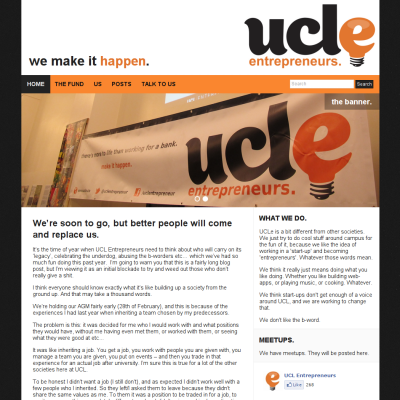 ucle
entrepreneurs.
we make it happen.
HOME THE FUND US POSTS TALK TO US
Search Search
the banner.
there's more to life than working for a bank.
make it happen.
ucle
entrepreneurs.
We're soon to go, but better people will come
and replace us.
It's the time of year when UCL Entrepreneurs need to think about who will carry on its
'legacy', celebrating the underdog, abusing the b-worders etc... which we've had so
much fun doing this past year. I'm going to warn you that this is a fairly long blog
post, but I'm viewing it as an initial blockade to try and weed out those who don't
really give a shit.
I think everyone should know exactly what it's like building up a society from the
ground up. And that may take a thousand words.
We're holding our AGM fairly early (28th of February), and this is because of the
experiences I had last year when inheriting a team chosen by my predecessors.
The problem is this: it was decided for me who I would work with and what positions
they would have, without me having even met them, or worked with them, or seeing
what they were good at etc...
It was like inheriting a job. You get a job, you work with people you are given with, you
manage a team you are given, you put on events – and then you trade in that
experience for an actual job after university. I'm sure this is true for a lot of the other
societies here at UCL.
To be honest I didn't want a job (I still don't), and as expected I didn't work well with a
few people who I inherited. So they left/I asked them to leave because they didn't
share the same values as me. To them it was a position to be traded in for a job, to
WHAT WE DO.
UCLe is a bit different from other societies.
We just try to do cool stuff around campus for
the fun of it, because we like the idea of
working in a 'start-up' and becoming
'entrepreneurs'. Whatever those words mean.
We think it really just means doing what you
like doing. Whether you like building web-
apps, or playing music, or cooking. Whatever.
We think start-ups don't get enough of a voice
around UCL, and we are working to change
that.
We don't like the b-word.
MEETUPS.
We have meetups. They will be posted here.
UCL Entrepreneurs
Like 268